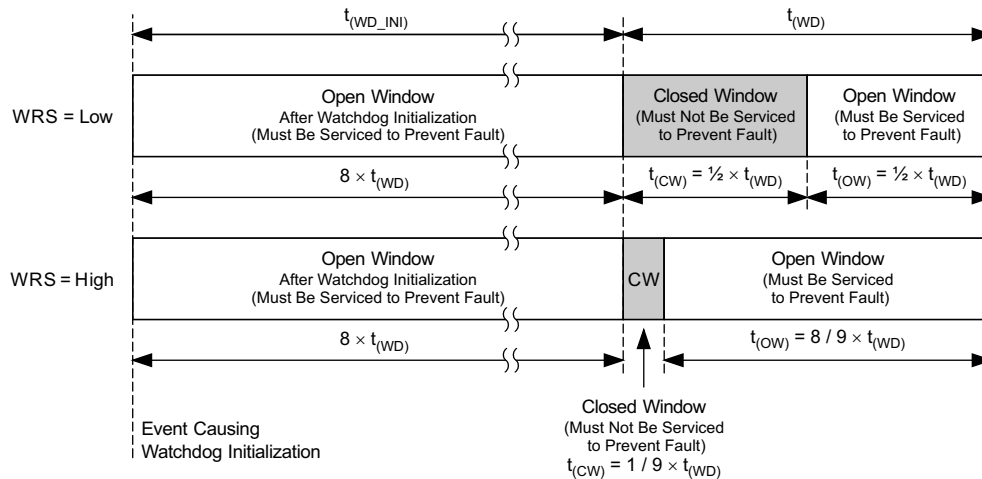 t(WD_INI)
t(WD)
WRS = Low
Open Window
After Watchdog Initialization
(Must Be Serviced to Prevent Fault)
Closed Window
(Must Not Be Serviced
to Prevent Fault)
Open Window
(Must Be Serviced
to Prevent Fault)
8 × t(WD)
t(CW) = ½ × t(WD)
t(OW) = ½ × t(WD)
WRS = High
Open Window
After Watchdog Initialization
(Must Be Serviced to Prevent Fault)
CW
Open Window
(Must Be Serviced
to Prevent Fault)
8 × t(WD)
t(OW) = 8 / 9 × t(WD)
Event Causing
Watchdog Initialization
Closed Window
(Must Not Be Serviced
to Prevent Fault)
t(CW) = 1 / 9 × t(WD)